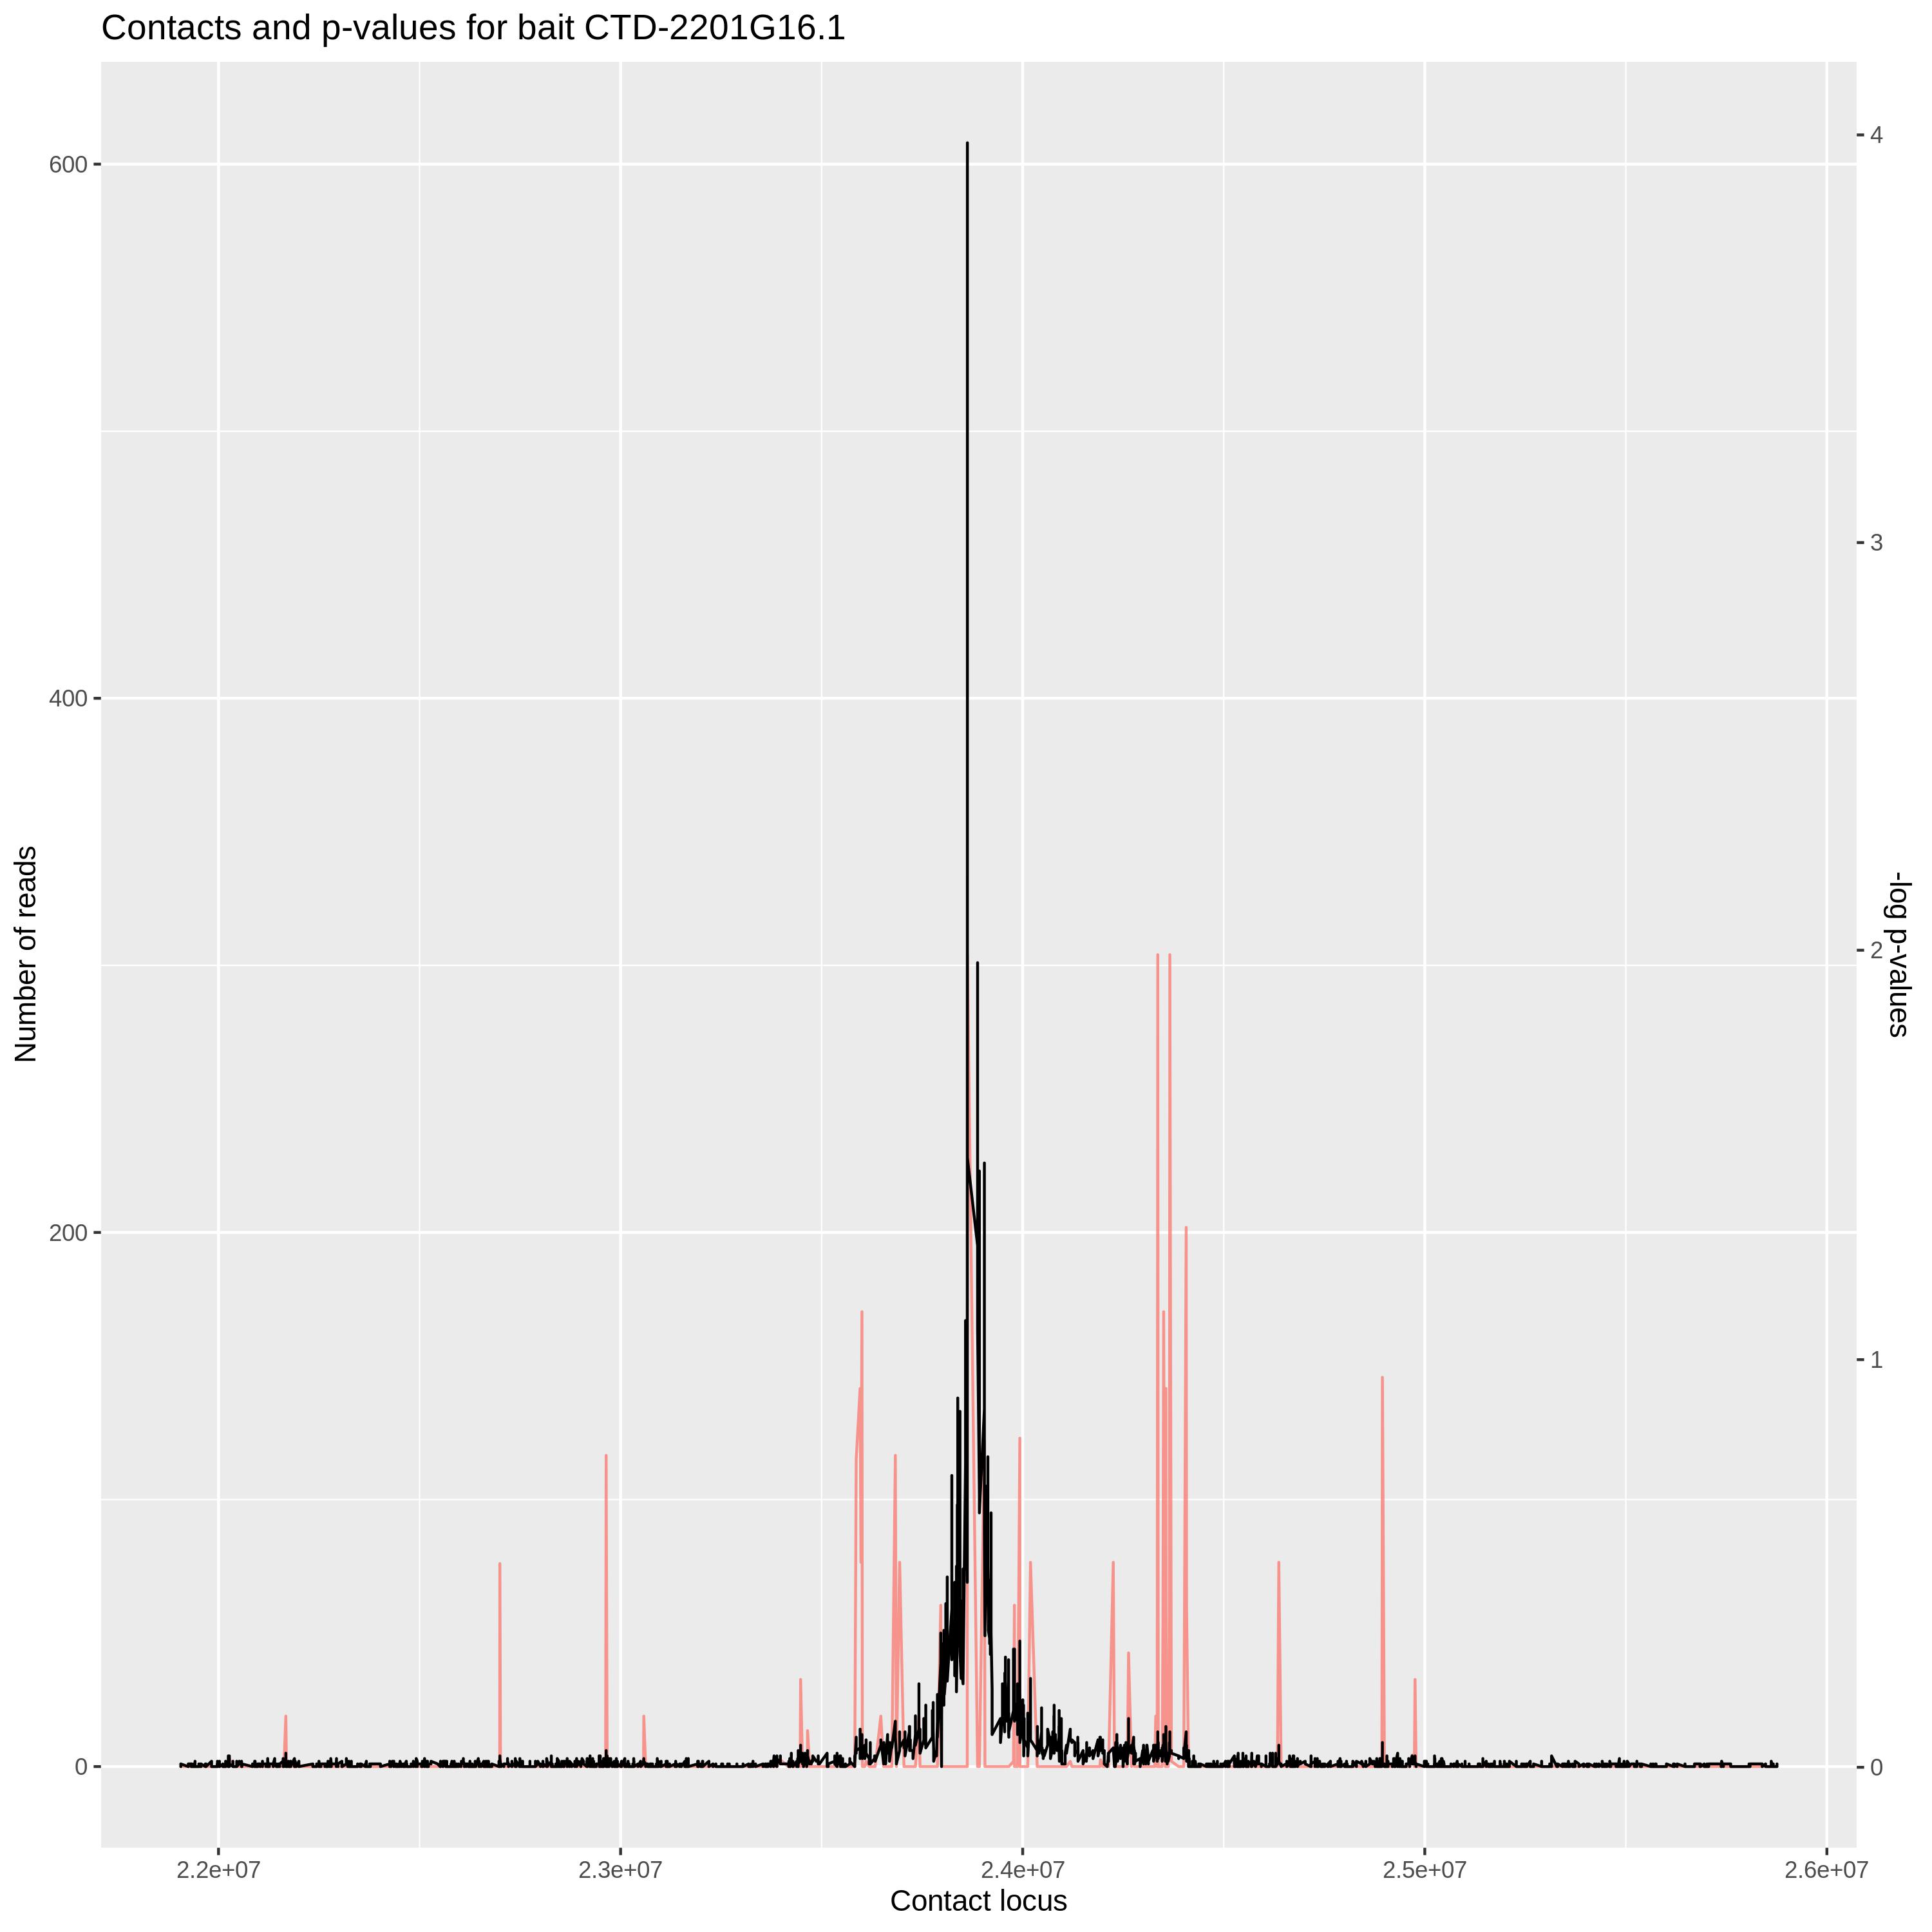 Contacts and p-values for bait CTD-2201G16.1
600
400
200
0
Number of reads
4
3
2
1
0
-log p-values
2.2e+07
2.3e+07
2.4e+07
2.5e+07
2.6e+07
Contact locus